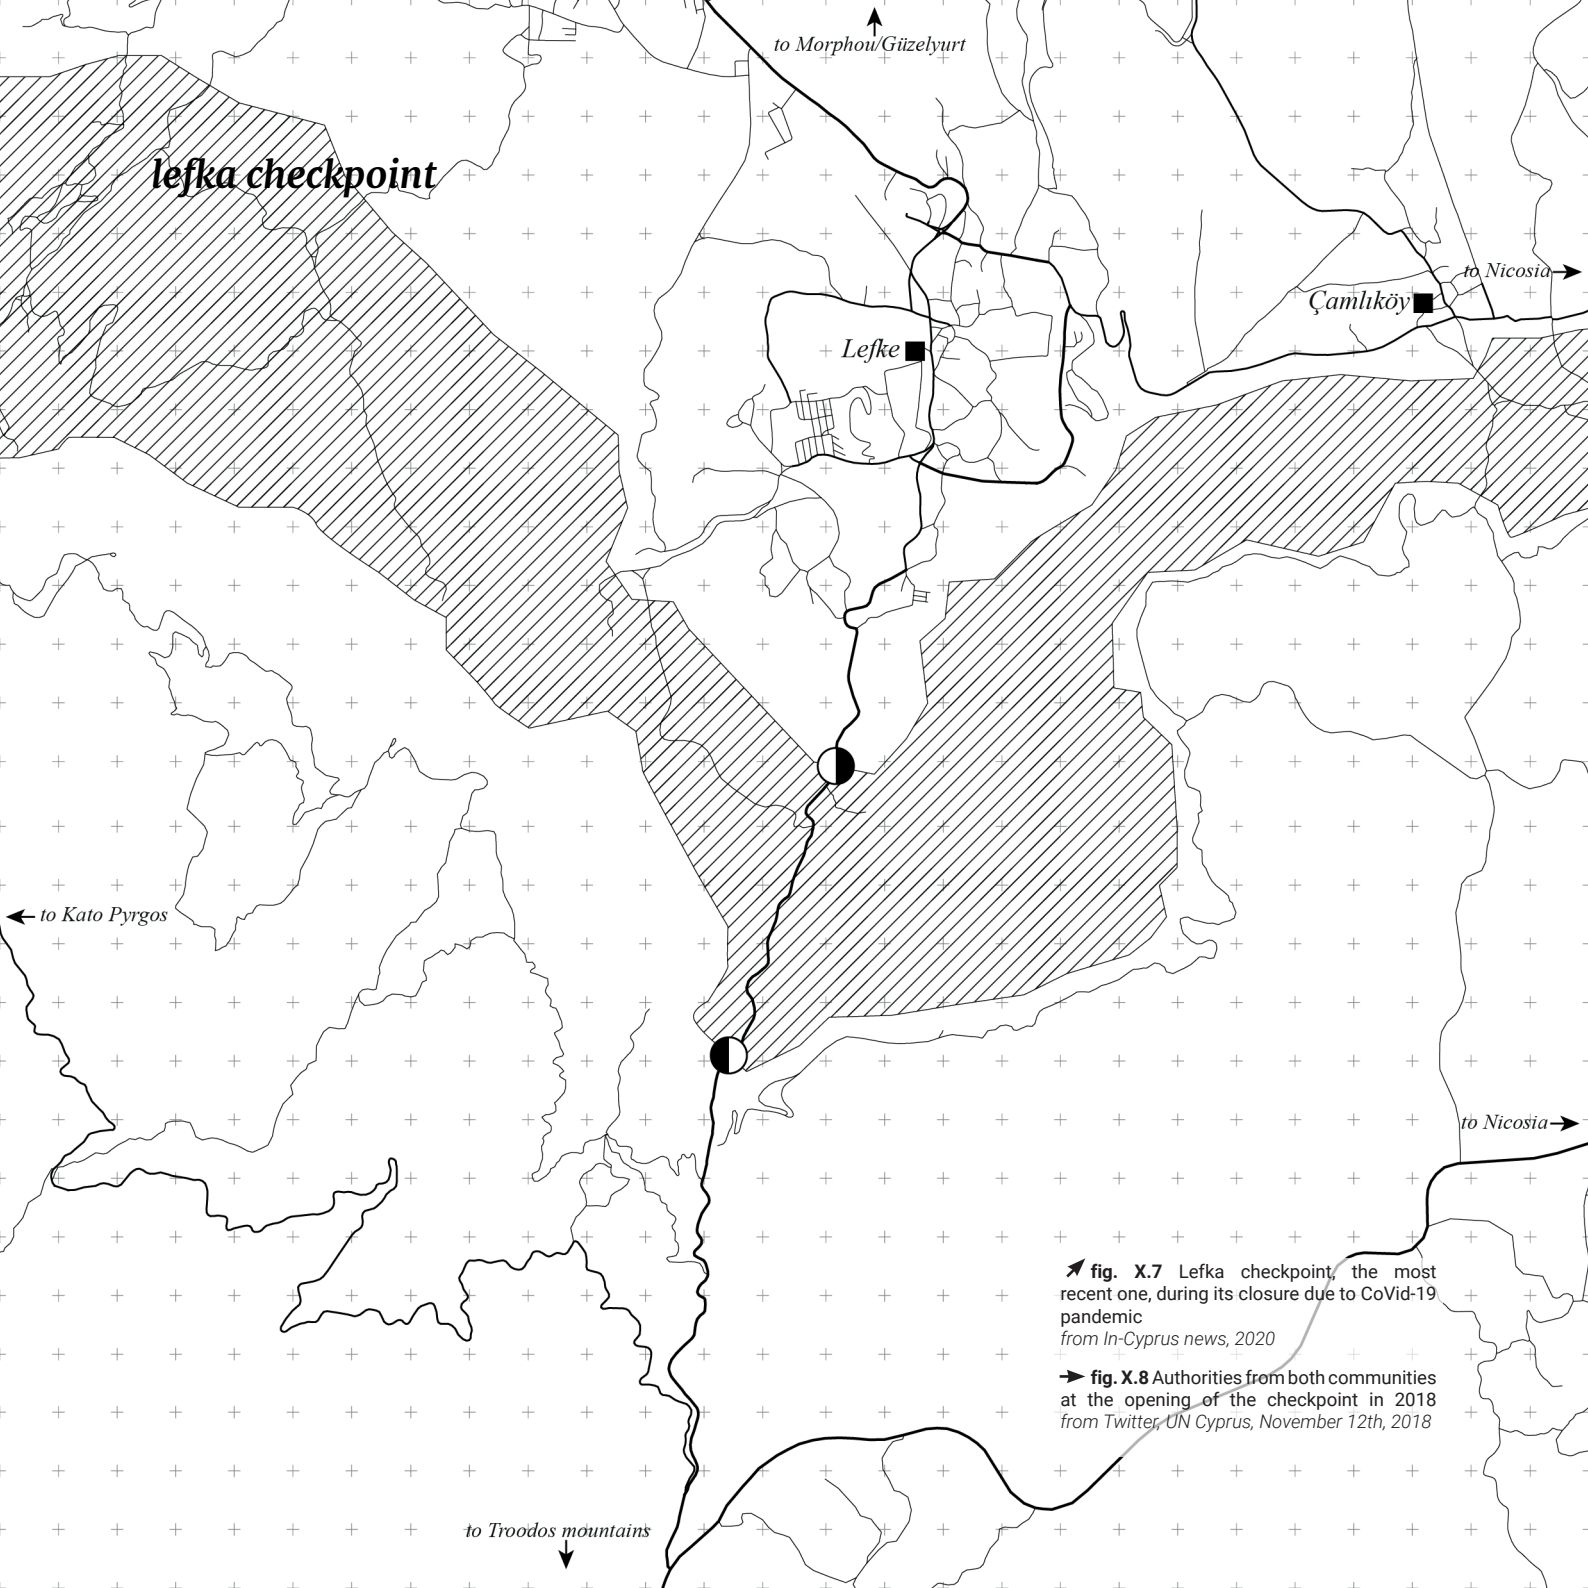 to Morphou/Güzelyurt
lefka checkpoint
to Nicosia
Çamlıköy
Lefke
to Kato Pyrgos
to Nicosia
fig. X.7 Lefka checkpoint, the most
recent one, during its closure due to CoVid-19
pandemic
from In-Cyprus news, 2020
fig. X.8 Authorities from both communities
at the opening of the checkpoint in 2018
from Twitter, UN Cyprus, November 12th, 2018
to Troodos mountains